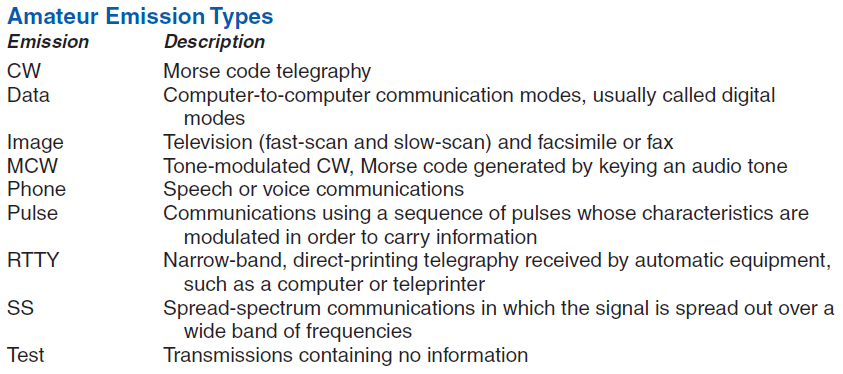 Amateur Emission Types
Emission Description
CW Morse code telegraphy
Data Computer-to-computer communication modes, usually called digital
modes
Image Television (fast-scan and slow-scan) and facsimile or fax
MCW Tone-modulated CW, Morse code generated by keying an audio tone
Phone Speech or voice communications
Pulse Communications using a sequence of pulses whose characteristics are
modulated in order to carry information
RTTY Narrow-band, direct-printing telegraphy received by automatic equipment,
such as a computer or teleprinter
SS Spread-spectrum communications in which the signal is spread out over a
wide band of frequencies
Test Transmissions containing no information